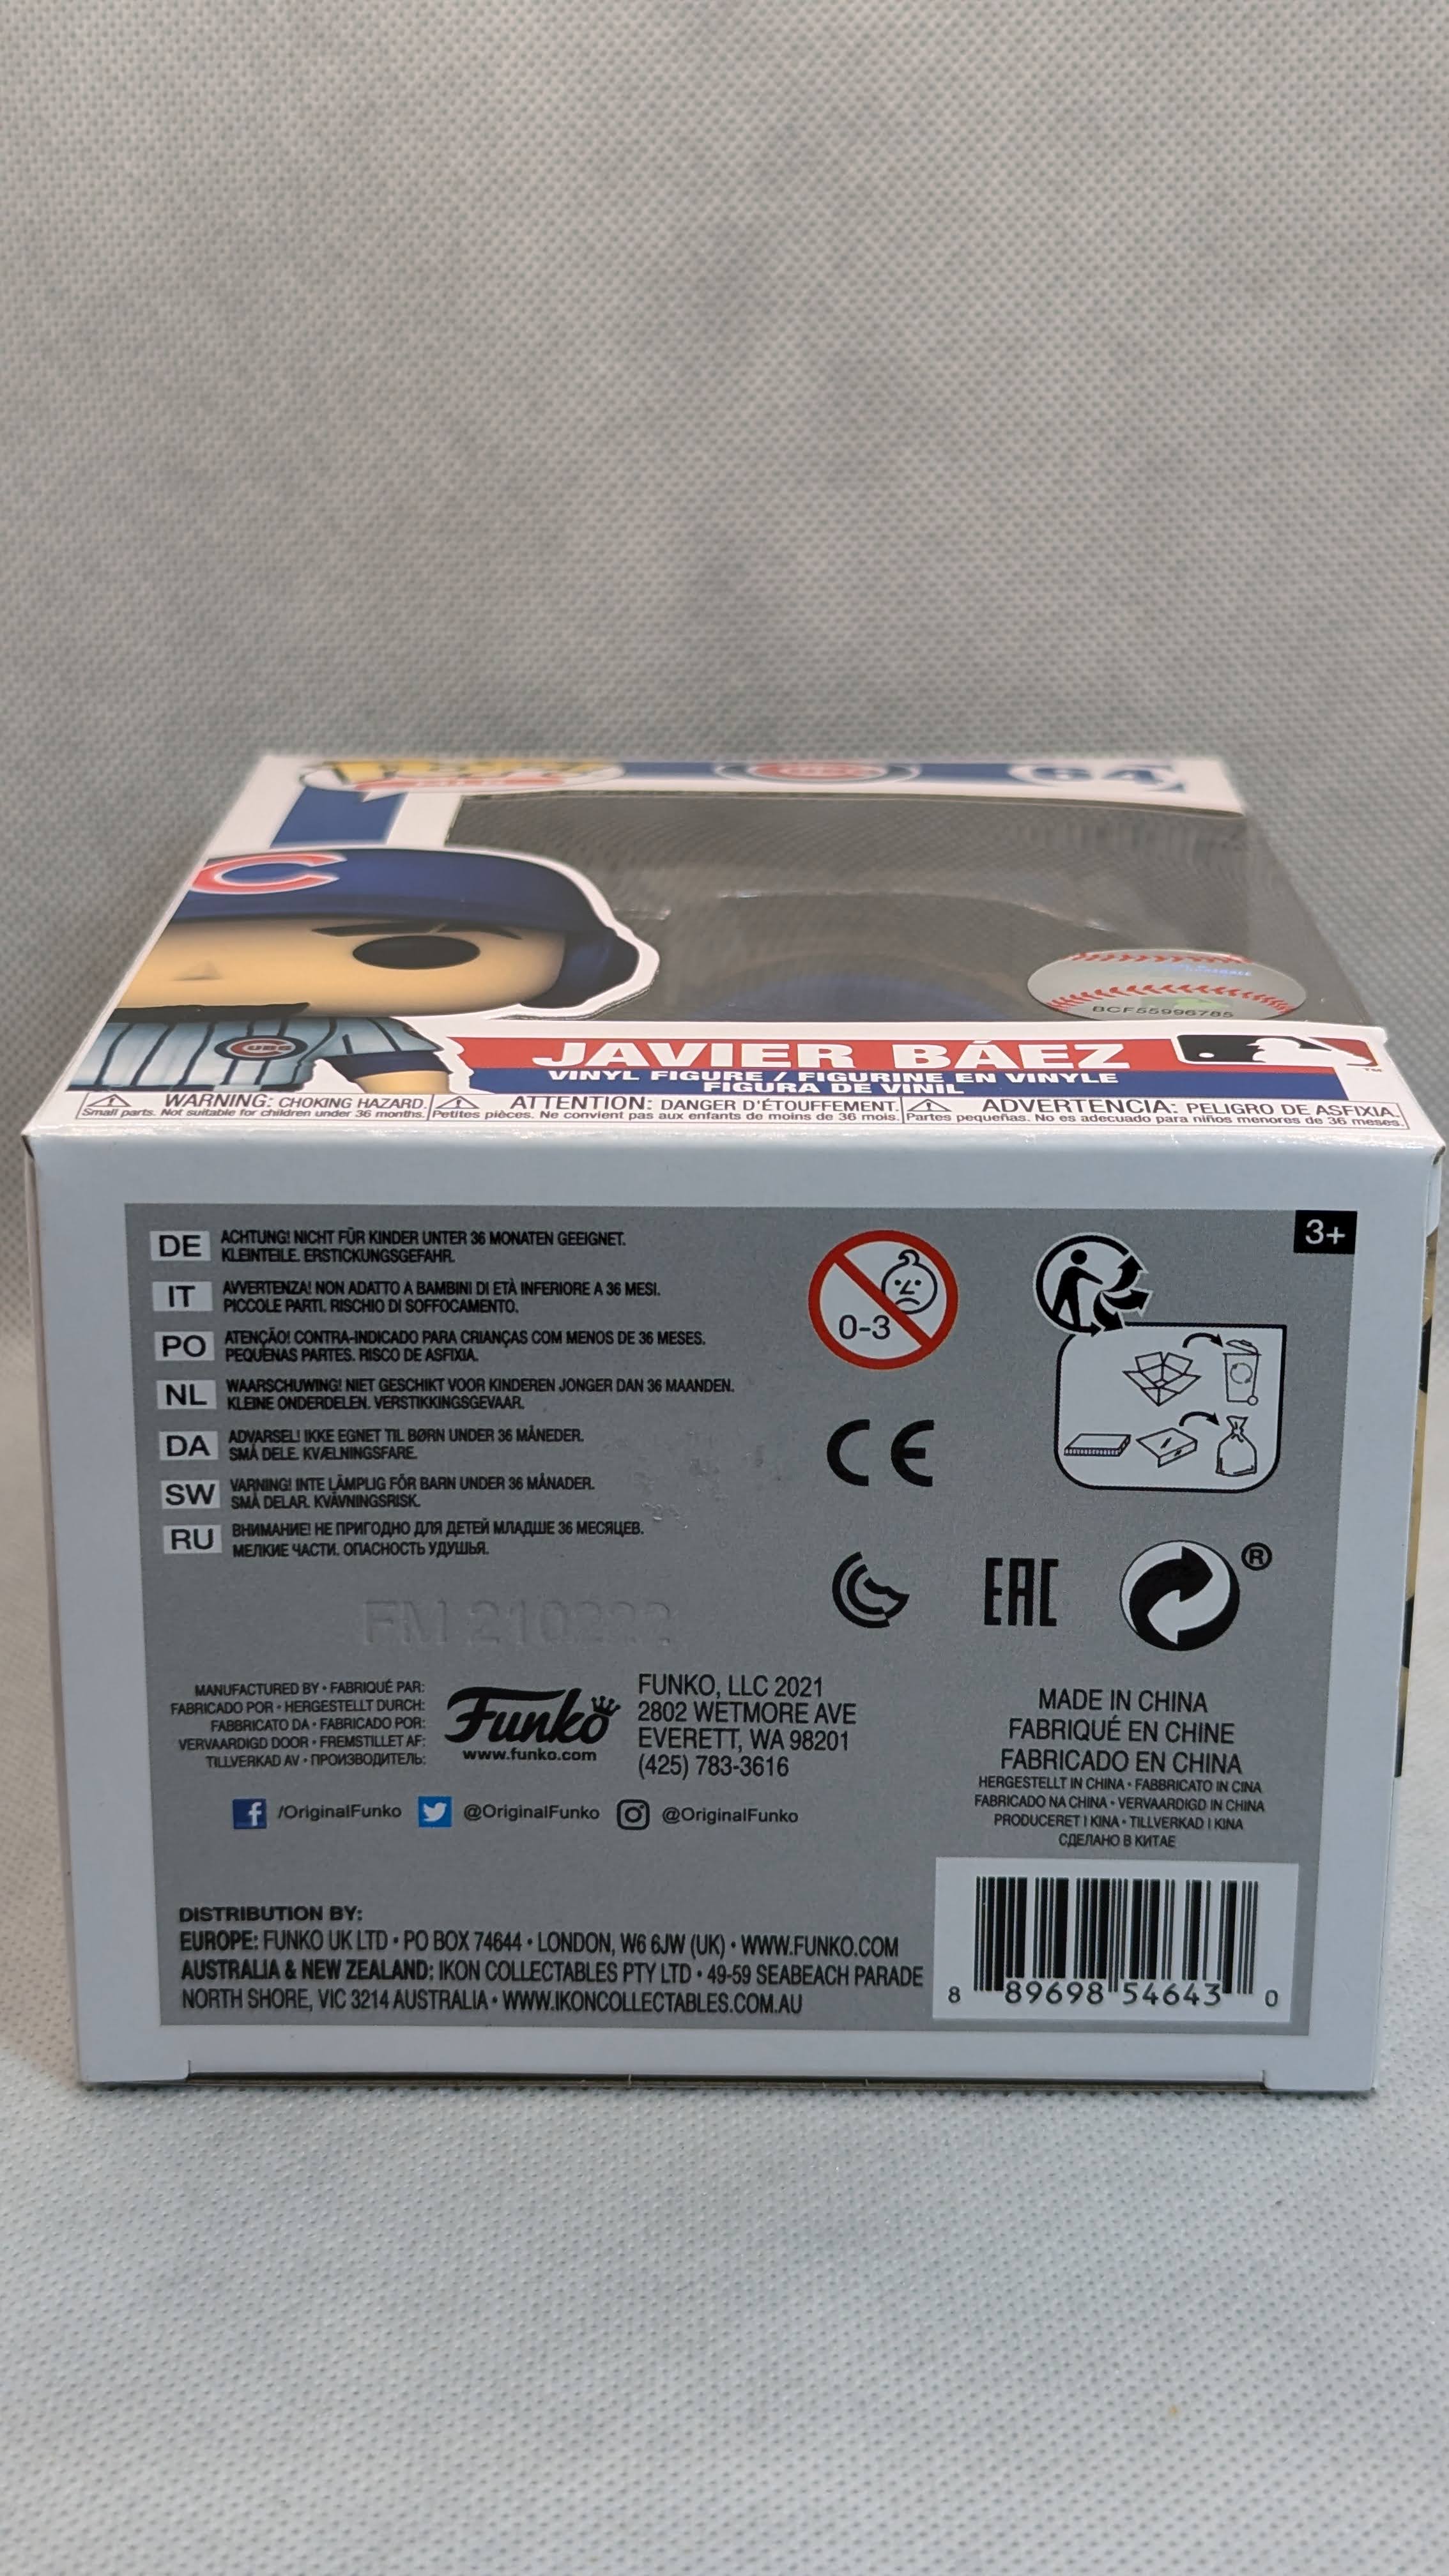 64
C
CUBS
BCF55996785
JAVIER BÁEZ
VINYL FIGURE / FIGURINE EN VINYLE
FIGURA DE VINIL
WARNING: CHOKING HAZARD.
Small parts. Not suitable for children under 36 months.
ATTENTION: DANGER D'ÉTOUFFEMENT.
Petites pièces. Ne convient pas aux enfants de moins de 36 mois.
ADVERTENCIA: PELIGRO DE ASFIXIA.
Partes pequeñas. No es adecuado para niños menores de 36 meses.
3+
DE ACHTUNG! NICHT FÜR KINDER UNTER 36 MONATEN GEEIGNET.
KLEINTEILE. ERSTICKUNGSGEFAHR.
IT AVVERTENZA! NON ADATTO A BAMBINI DI ETÀ INFERIORE A 36 MESI.
PICCOLE PARTI. RISCHIO DI SOFFOCAMENTO.
PO ATENÇÃO! CONTRA-INDICADO PARA CRIANÇAS COM MENOS DE 36 MESES.
PEQUENAS PARTES. RISCO DE ASFIXIA.
NL WAARSCHUWING! NIET GESCHIKT VOOR KINDEREN JONGER DAN 36 MAANDEN.
KLEINE ONDERDELEN. VERSTIKKINGSGEVAAR.
DA ADVARSEL! IKKE EGNET TIL BØRN UNDER 36 MÅNEDER.
SMÅ DELE. KVÆLNINGSFARE.
SW VARNING! INTE LÄMPLIG FÖR BARN UNDER 36 MÅNADER.
SMÅ DELAR. KVÄVNINGSRISK.
RU ВНИМАНИЕ! НЕ ПРИГОДНО ДЛЯ ДЕТЕЙ МЛАДШЕ 36 МЕСЯЦЕВ.
МЕЛКИЕ ЧАСТИ. ОПАСНОСТЬ УДУШЬЯ.
0-3
CE
EAC
®
FM
MANUFACTURED BY • FABRIQUÉ PAR:
FABRICADO POR • HERGESTELLT DURCH:
FABBRICATO DA • FABRICADO POR:
VERVAARDIGD DOOR • FREMSTILLET AF:
TILLVERKAD AV • ПРОИЗВОДИТЕЛЬ:
Funko
www.funko.com
FUNKO, LLC 2021
2802 WETMORE AVE
EVERETT, WA 98201
(425) 783-3616
/OriginalFunko @OriginalFunko @OriginalFunko
MADE IN CHINA
FABRIQUÉ EN CHINE
FABRICADO EN CHINA
HERGESTELLT IN CHINA • FABBRICATO IN CINA
FABRICADO NA CHINA • VERVAARDIGD IN CHINA
PRODUCERET I KINA • TILLVERKAD I KINA
СДЕЛАНО В КИТАЕ
DISTRIBUTION BY:
EUROPE: FUNKO UK LTD • PO BOX 74644 • LONDON, W6 6JW (UK) • WWW.FUNKO.COM
AUSTRALIA & NEW ZEALAND: IKON COLLECTABLES PTY LTD • 49-59 SEABEACH PARADE
NORTH SHORE, VIC 3214 AUSTRALIA • WWW.IKONCOLLECTABLES.COM.AU
8 89698 54643 0